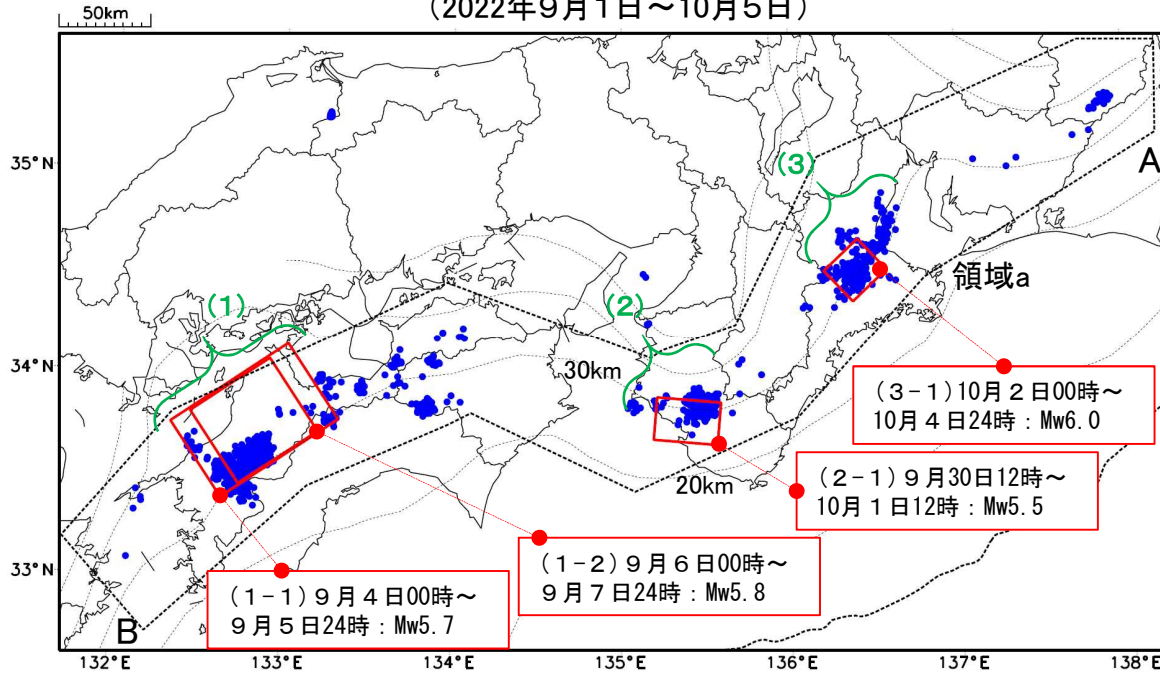 (2022年9月1日～10月5日)
50km
35°N
34°N
33°N
132°E
133°E
134°E
135°E
136°E
137°E
138°E
A
B
領域a
(1)
(2)
(3)
30km
20km
(3-1)10月2日00時～
10月4日24時：Mw6.0
(2-1)9月30日12時～
10月1日12時：Mw5.5
(1-2)9月6日00時～
9月7日24時：Mw5.8
(1-1)9月4日00時～
9月5日24時：Mw5.7